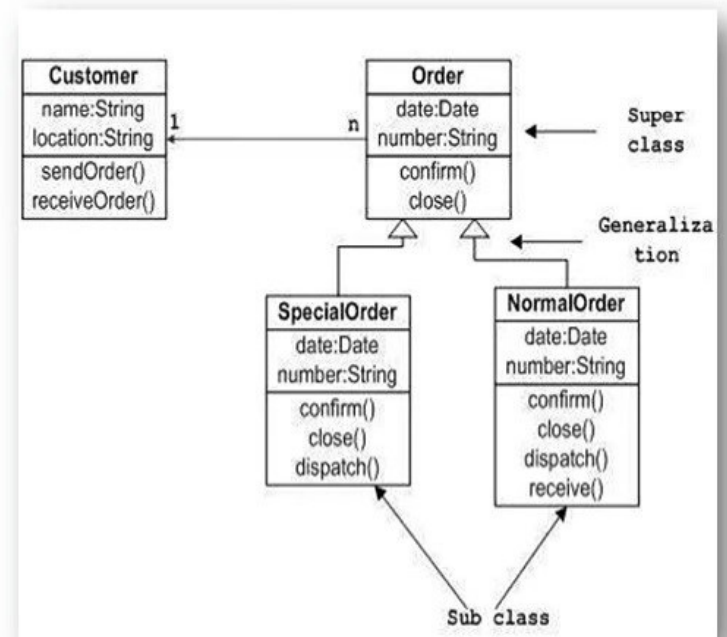 Customer
name:String
location:String
sendOrder()
receiveOrder()
1
n
Order
date:Date
number:String
confirm()
close()
Super
class
Generaliza
tion
SpecialOrder
date:Date
number:String
confirm()
close()
dispatch()
NormalOrder
date:Date
number:String
confirm()
close()
dispatch()
receive()
Sub class